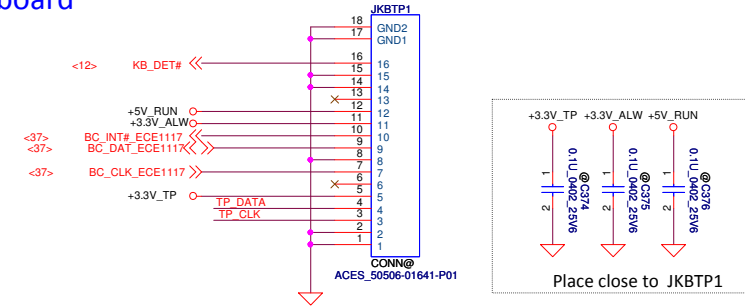 board
JKBTP1
18 GND2
17 GND1
<12> KB_DET# 16 16
15 15
14 14
13 13
+5V_RUN 12 12
+3.3V_ALW 11 11
<37> BC_INT#_ECE1117 10 10
<37> BC_DAT_ECE1117 9 9
8 8
<37> BC_CLK_ECE1117 7 7
6 6
+3.3V_TP 5 5
TP_DATA 4 4
TP_CLK 3 3
2 2
1 1
CONN@
ACES_50506-01641-P01
+3.3V_TP +3.3V_ALW +5V_RUN
1 2 @C374
0.1U_0402_25V6
1 2 @C375
0.1U_0402_25V6
1 2 @C376
0.1U_0402_25V6
Place close to JKBTP1